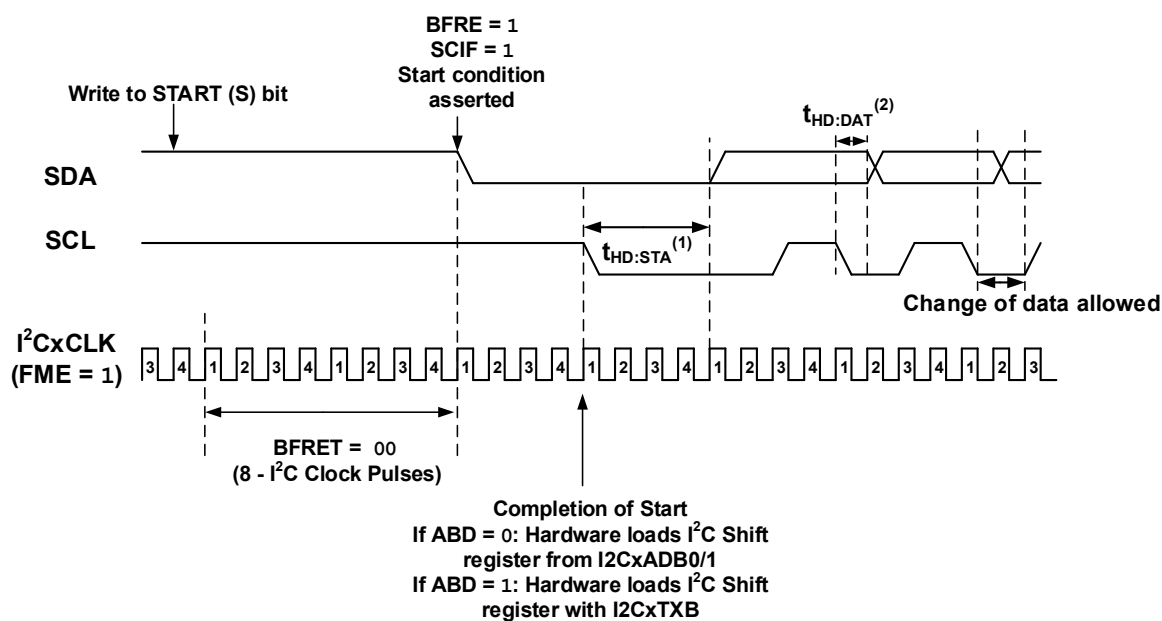 BFRE = 1
SCIF = 1
Start condition
asserted
Write to START (S) bit
tHD:DAT(2)
SDA
SCL
tHD:STA(1)
Change of data allowed
I2CxCLK
(FME = 1)
3 4 1 2 3 4 1 2 3 4 1 2 3 4 1 2 3 4 1 2 3 4 1 2 3
BFRET = 00
(8 - I2C Clock Pulses)
Completion of Start
If ABD = 0: Hardware loads I2C Shift
register from I2CxADB0/1
If ABD = 1: Hardware loads I2C Shift
register with I2CxTXB